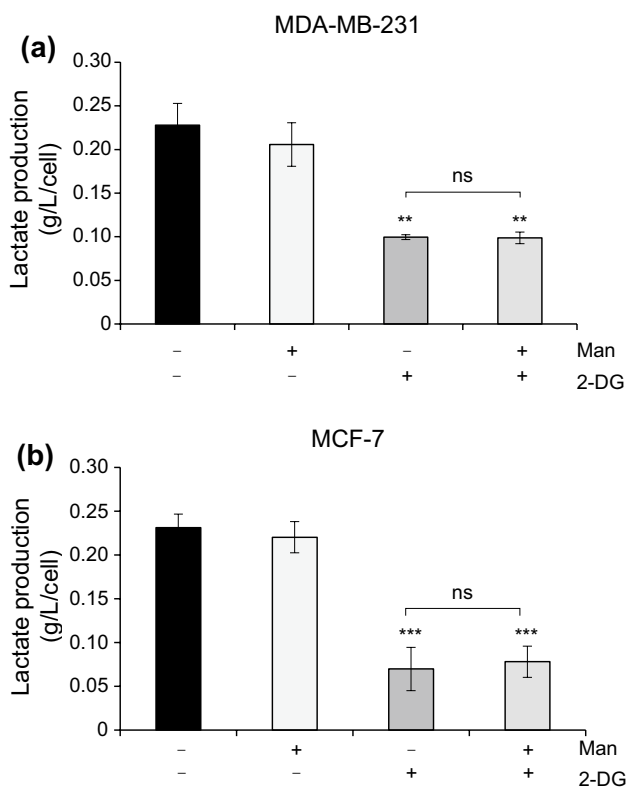 MDA-MB-231
(a)
Lactate production
(g/L/cell)
0.30
0.25
0.20
0.15
0.10
0.05
0
ns
** **
– + – + Man
– – + + 2-DG
MCF-7
(b)
Lactate production
(g/L/cell)
0.30
0.25
0.20
0.15
0.10
0.05
0
ns
*** ***
– + – + Man
– – + + 2-DG